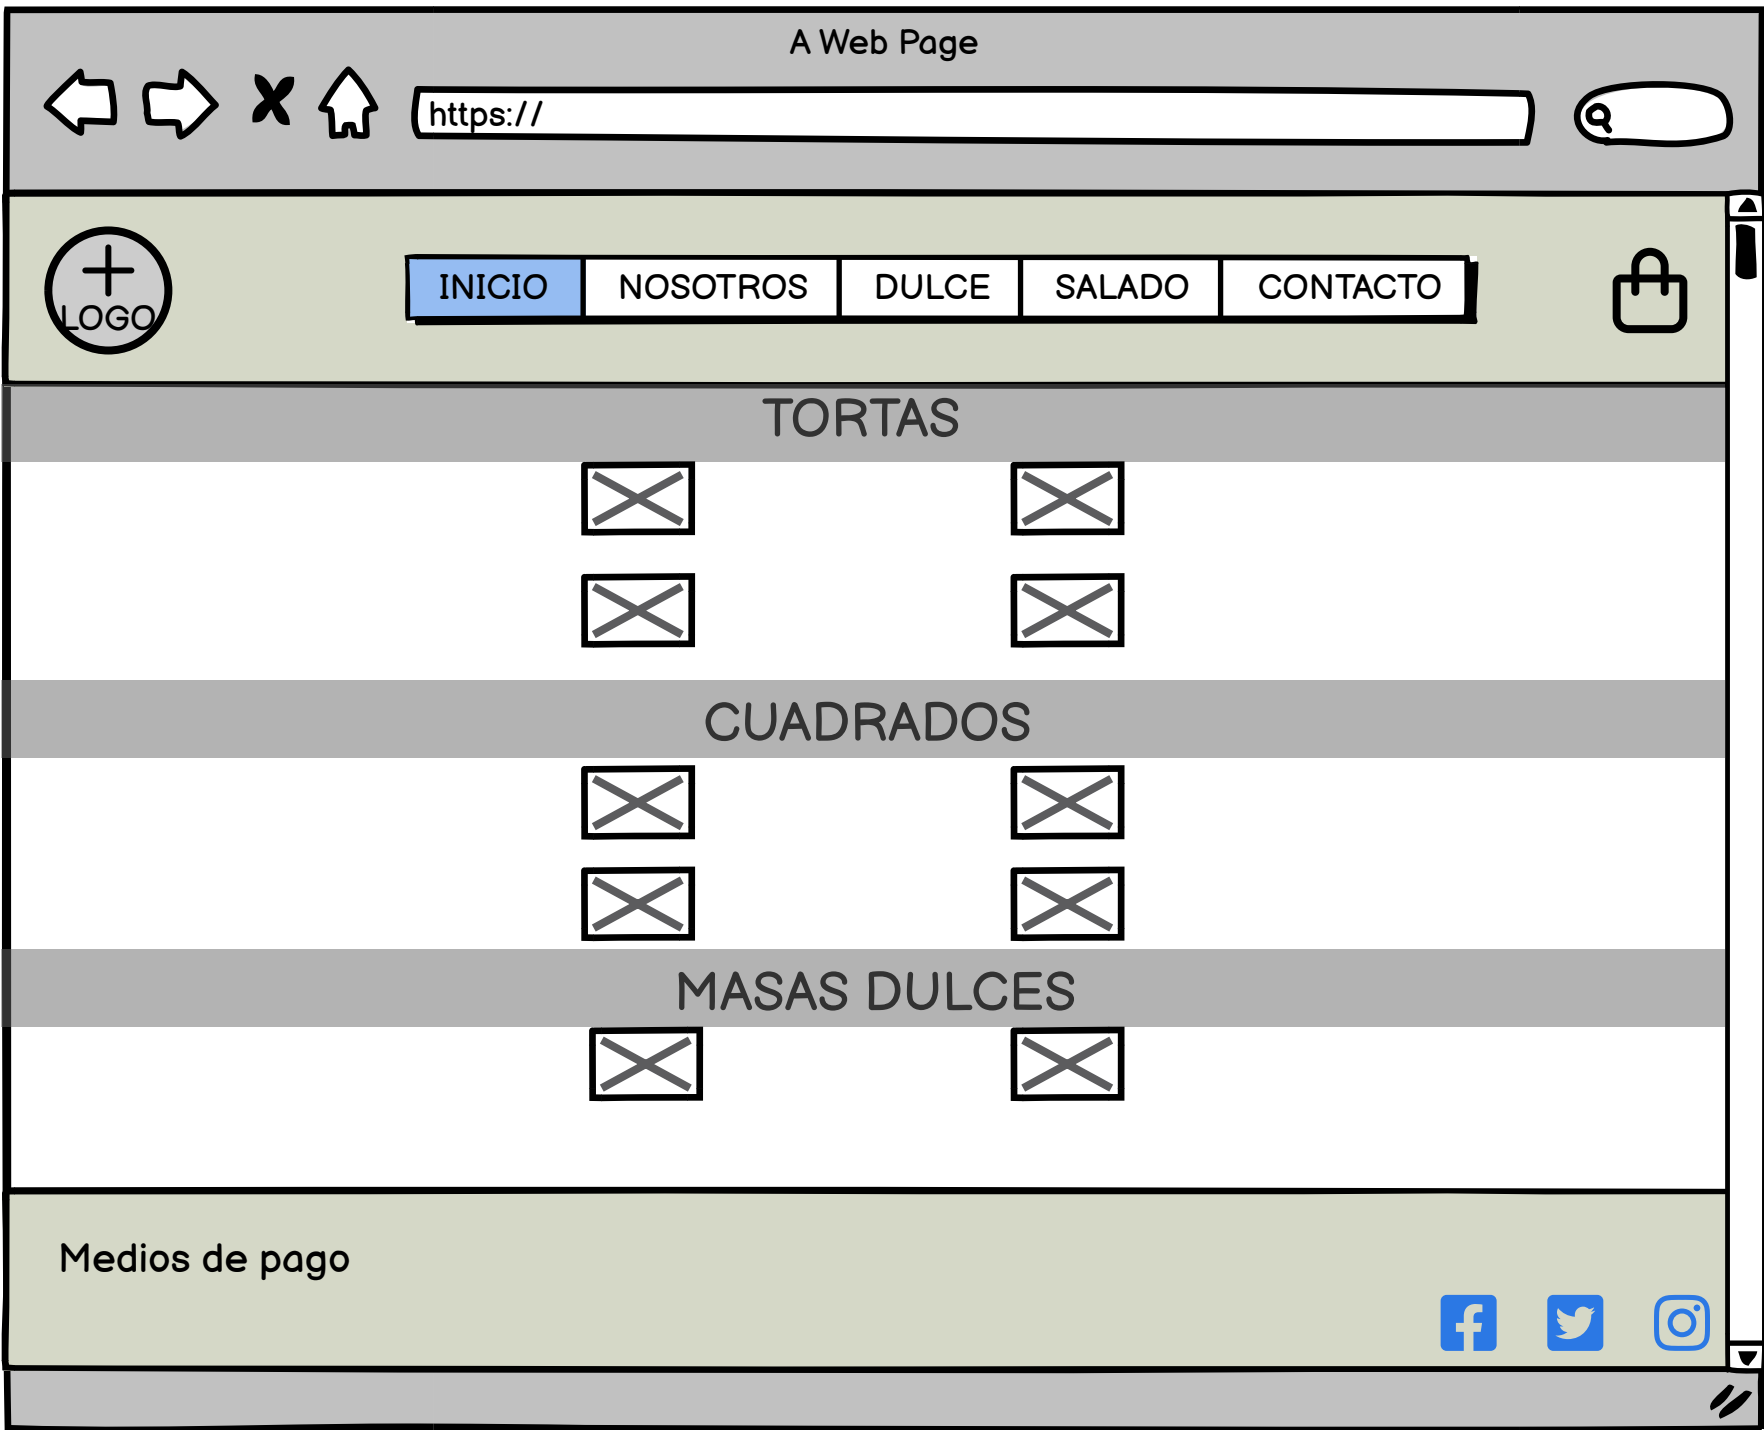 A Web Page
https://
LOGO
INICIO NOSOTROS DULCE SALADO CONTACTO
TORTAS
CUADRADOS
MASAS DULCES
Medios de pago